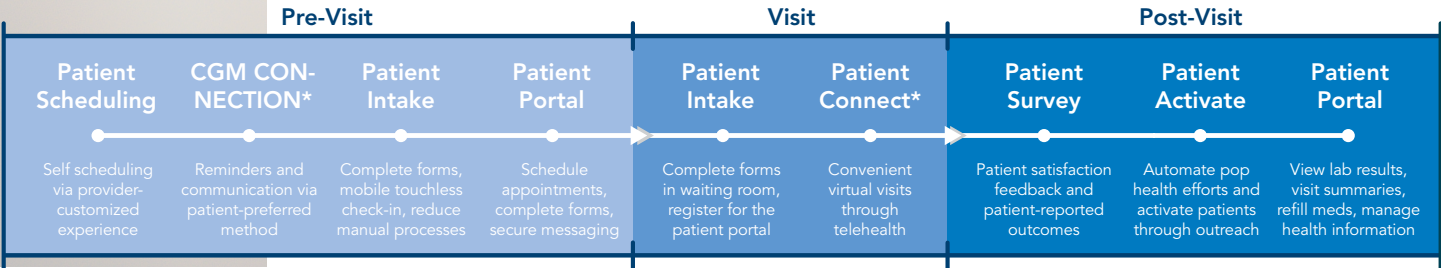 Pre-Visit
Visit
Post-Visit
Patient
Scheduling
CGM CON-
NECTION*
Patient
Intake
Patient
Portal
Patient
Intake
Patient
Connect*
Patient
Survey
Patient
Activate
Patient
Portal
Self scheduling
via provider-
customized
experience
Reminders and
communication via
patient-preferred
method
Complete forms,
mobile touchless
check-in, reduce
manual processes
Schedule
appointments,
complete forms,
secure messaging
Complete forms
in waiting room,
register for the
patient portal
Convenient
virtual visits
through
telehealth
Patient satisfaction
feedback and
patient-reported
outcomes
Automate pop
health efforts and
activate patients
through outreach
View lab results,
visit summaries,
refill meds, manage
health information